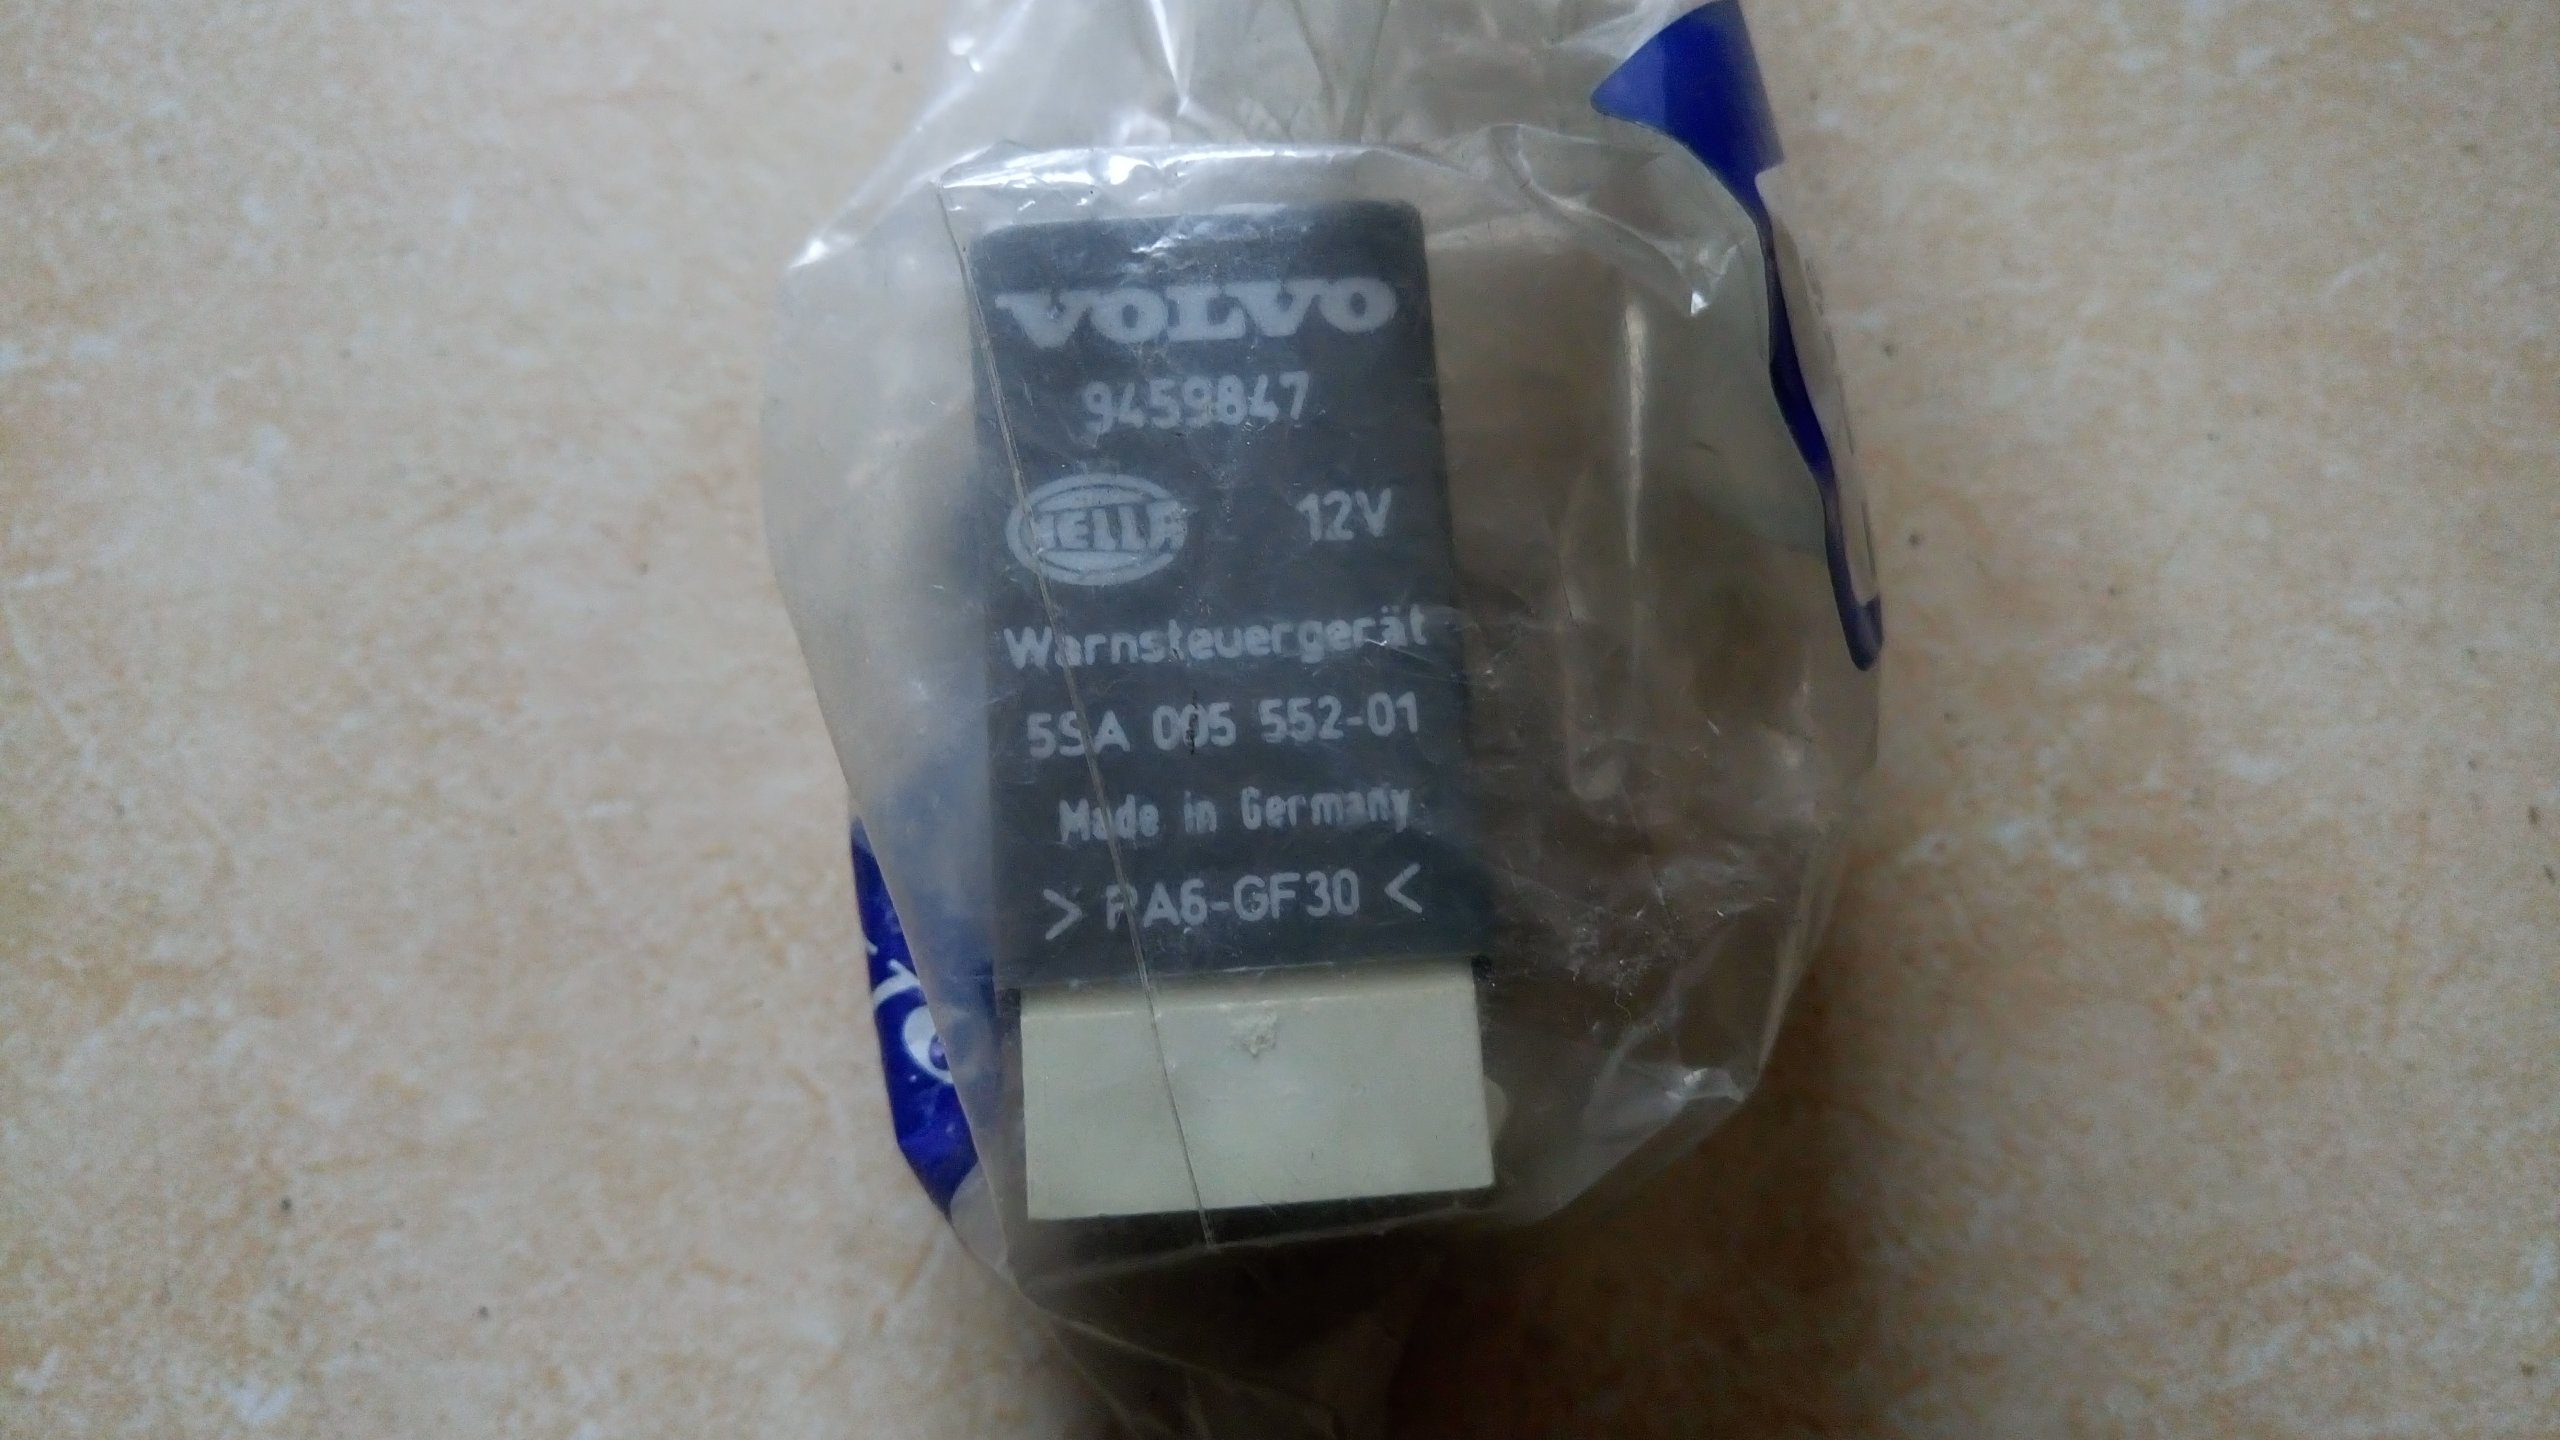 VOLVO
9459847
HELLA 12V
Warnsteuergerät
5SA 005 552-01
Made in Germany
> PA6-GF30 <